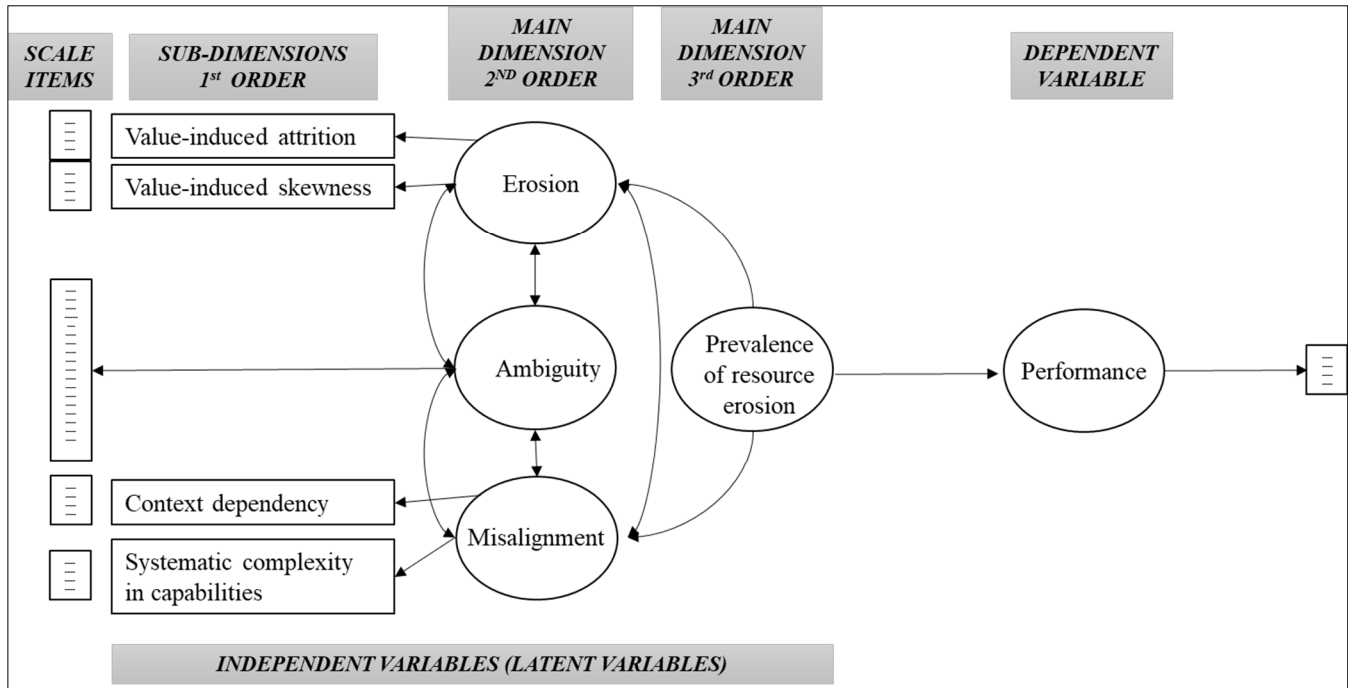 SCALE
ITEMS
SUB-DIMENSIONS
1st ORDER
MAIN
DIMENSION
2ND ORDER
MAIN
DIMENSION
3rd ORDER
DEPENDENT
VARIABLE
Value-induced attrition
Value-induced skewness
Erosion
Ambiguity
Prevalence
of resource
erosion
Performance
Context dependency
Misalignment
Systematic complexity
in capabilities
INDEPENDENT VARIABLES (LATENT VARIABLES)